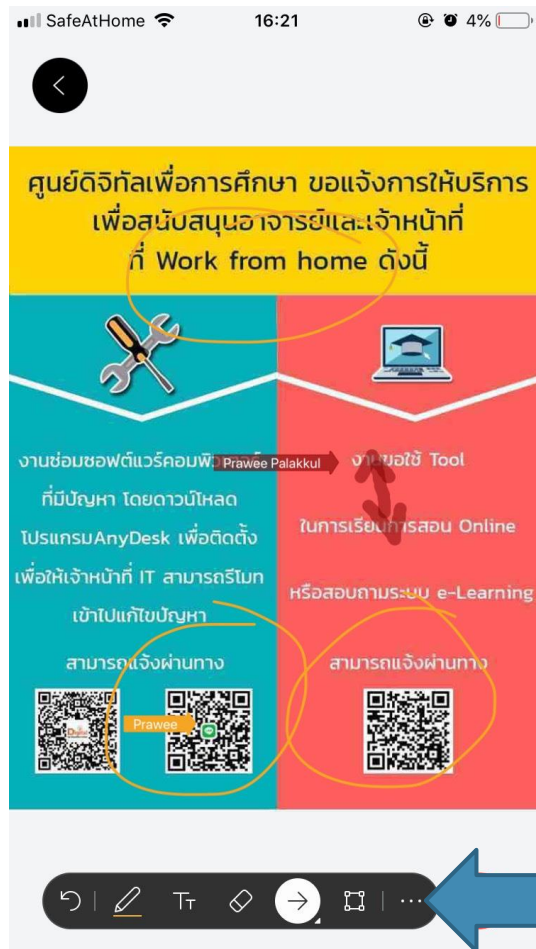 SafeAtHome 16:21 4%
ศูนย์ดิจิทัลเพื่อการศึกษา ขอแจ้งการให้บริการ
เพื่อสนับสนุนอาจารย์และเจ้าหน้าที่
ที่ Work from home ดังนี้
งานซ่อมซอฟต์แวร์คอมพิวเตอร์
ที่มีปัญหา โดยดาวน์โหลด
โปรแกรมAnyDesk เพื่อติดตั้ง
เพื่อให้เจ้าหน้าที่ IT สามารถรีโมท
เข้าไปแก้ไขปัญหา
สามารถแจ้งผ่านทาง
Prawee Palakkul
งานขอใช้ Tool
ในการเรียนการสอน Online
หรือสอบถามระบบ e-Learning
สามารถแจ้งผ่านทาง
Prawee
TT